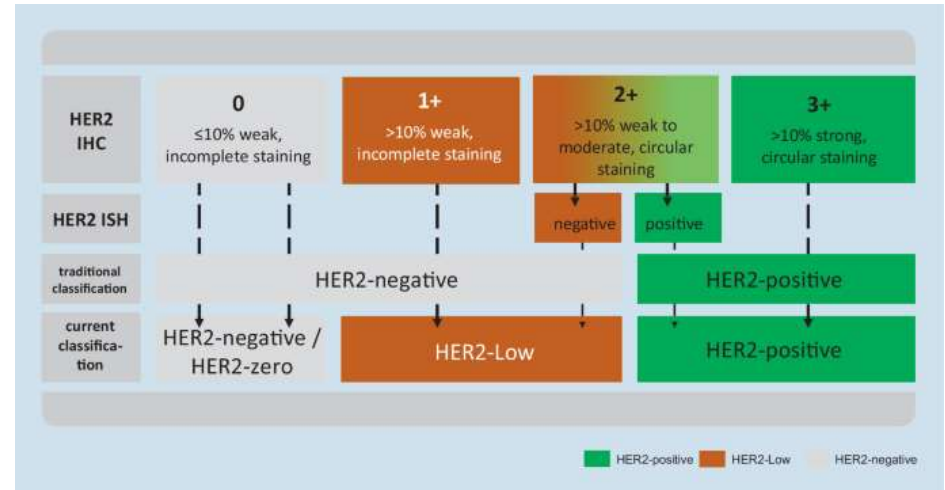 HER2
IHC
0
≤10% weak,
incomplete staining
1+
>10% weak,
incomplete staining
2+
>10% weak to
moderate, circular
staining
3+
>10% strong,
circular staining
HER2 ISH
negative
positive
traditional
classification
HER2-negative
HER2-positive
current
classifica-
tion
HER2-negative /
HER2-zero
HER2-Low
HER2-positive
HER2-positive
HER2-Low
HER2-negative